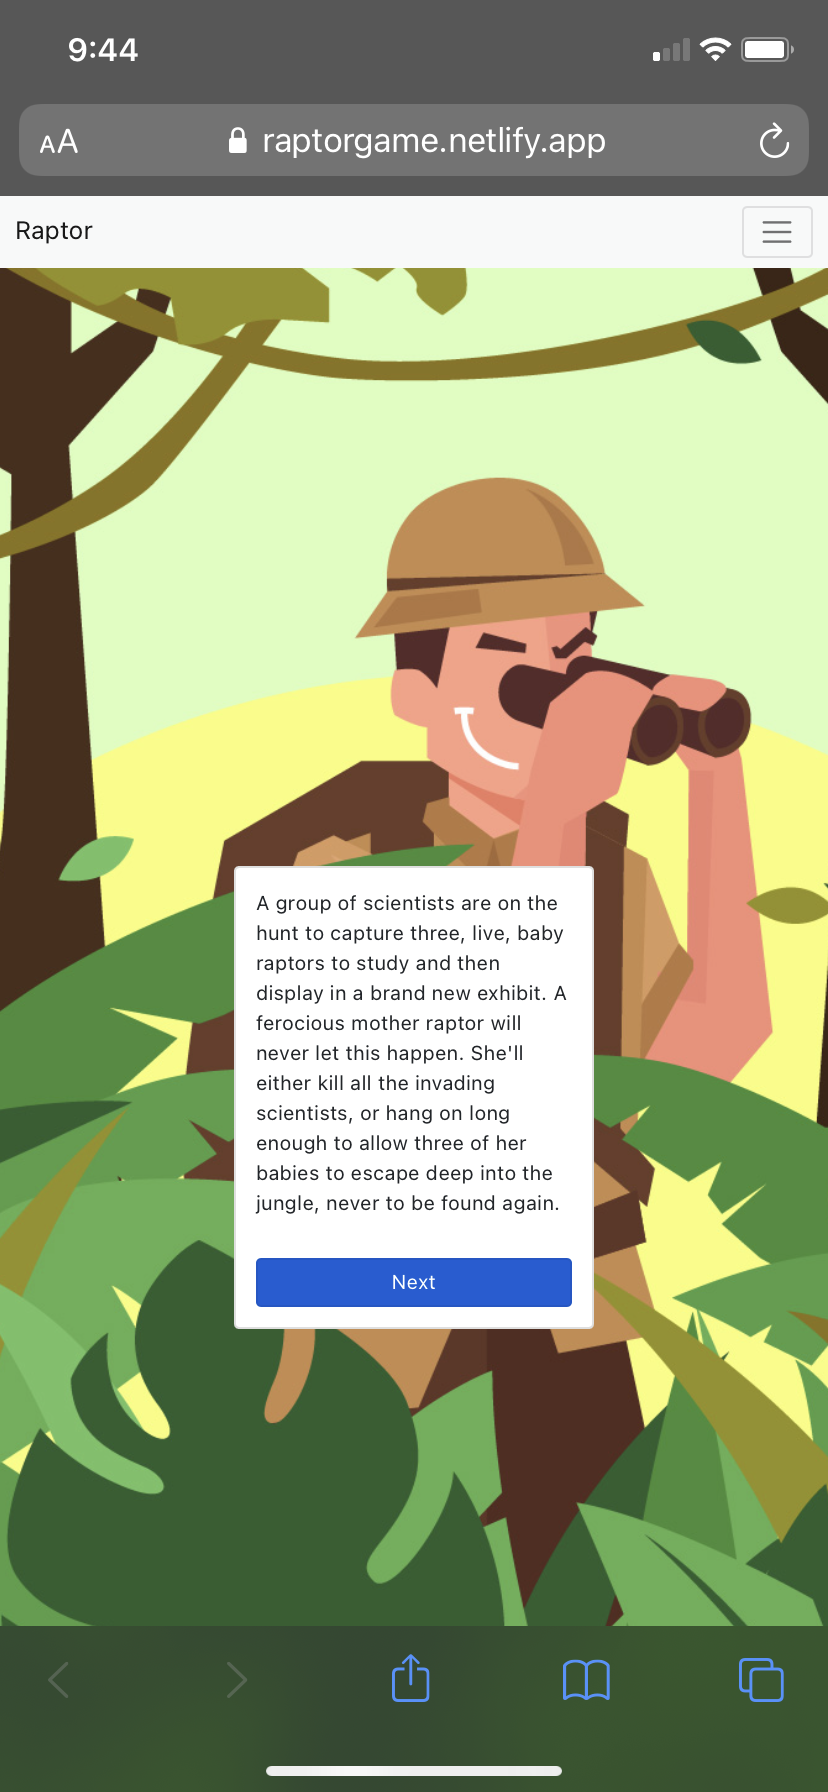 9:44
AA
raptorgame.netlify.app
Raptor
A group of scientists are on the
hunt to capture three, live, baby
raptors to study and then
display in a brand new exhibit. A
ferocious mother raptor will
never let this happen. She'll
either kill all the invading
scientists, or hang on long
enough to allow three of her
babies to escape deep into the
jungle, never to be found again.
Next